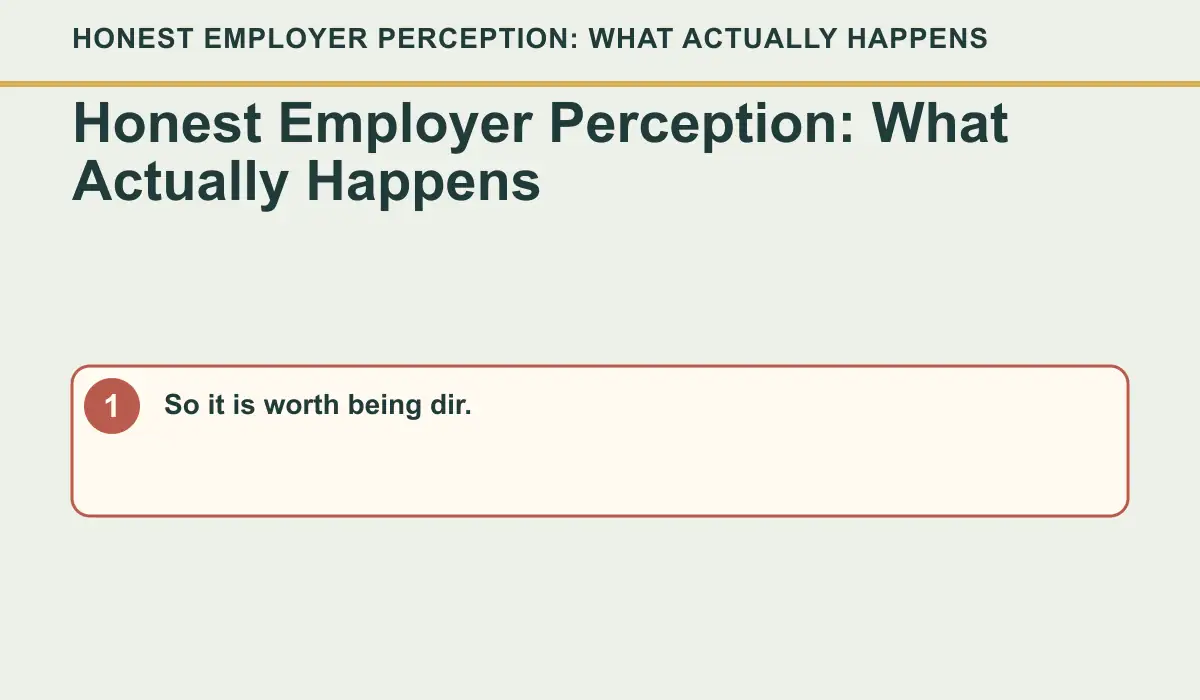 HONEST EMPLOYER PERCEPTION: WHAT ACTUALLY HAPPENS
Honest Employer Perception: What
Actually Happens
1
So it is worth being dir.